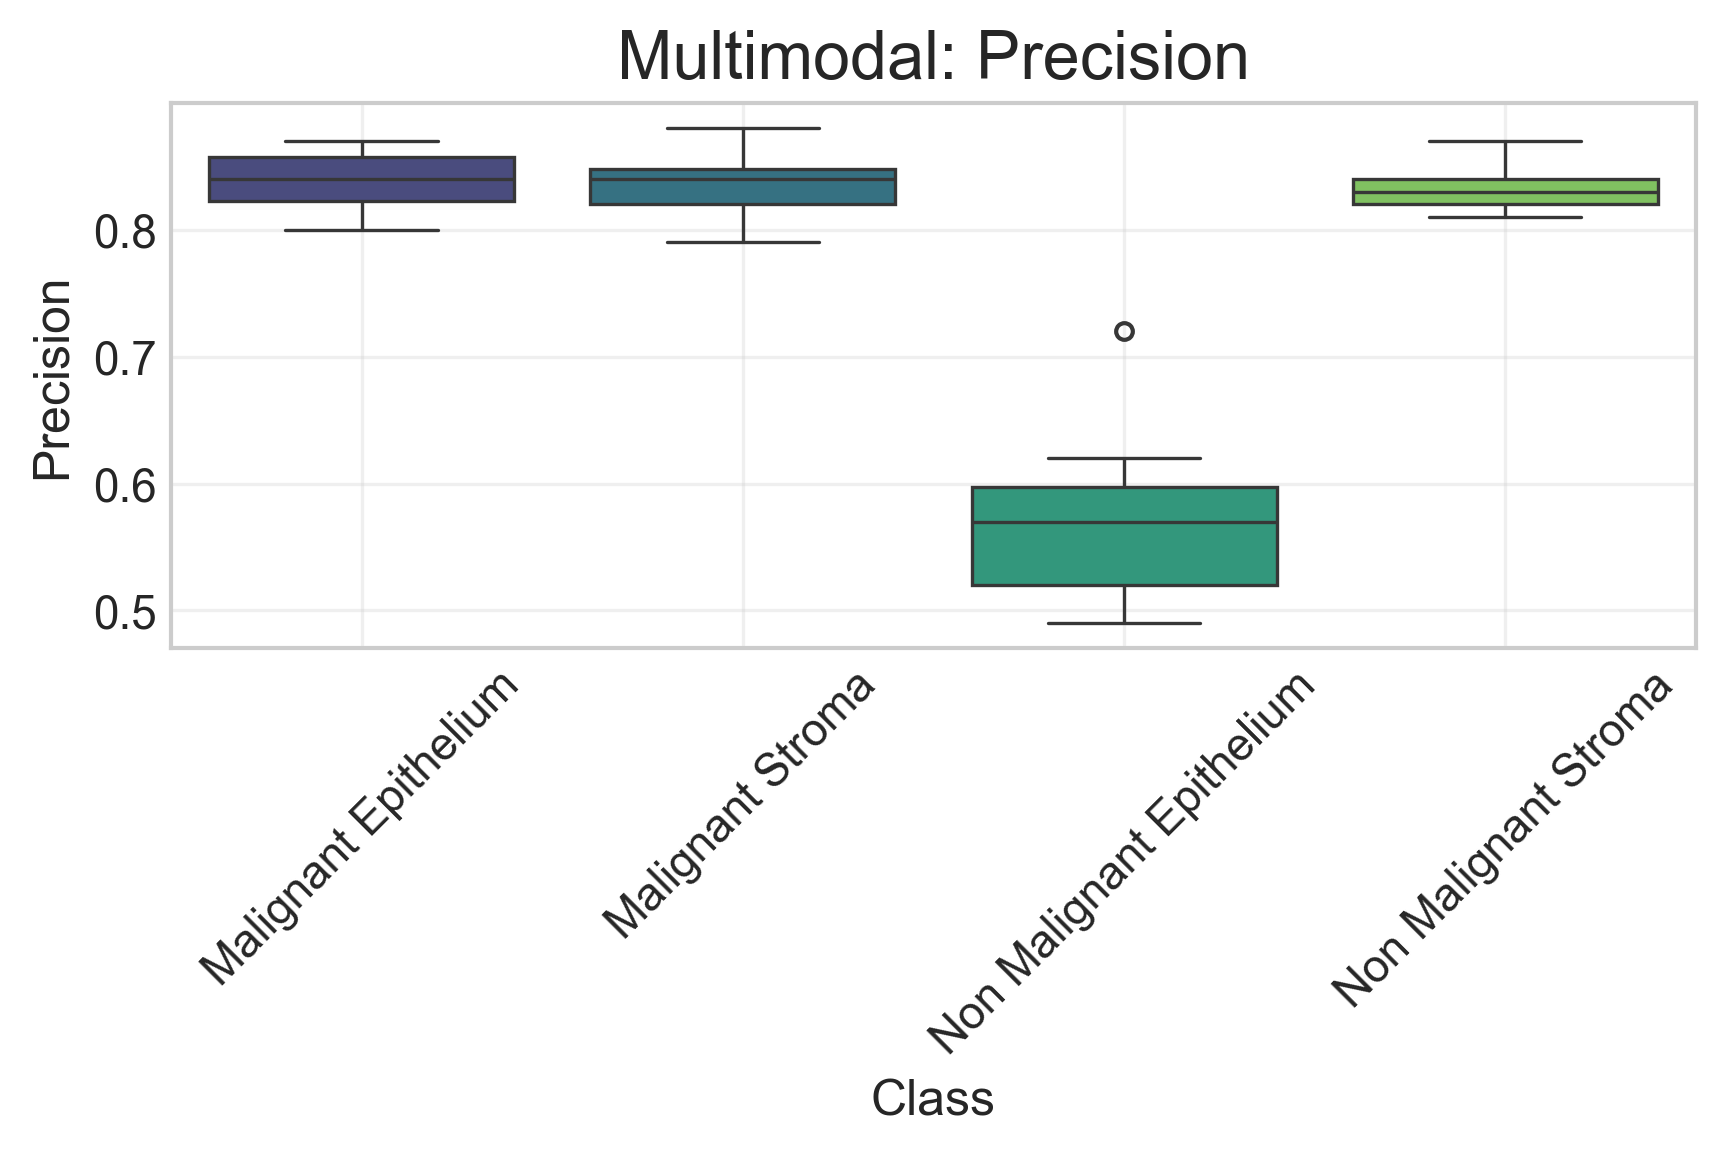 Multimodal: Precision
Precision
0.8
0.7
0.6
0.5
Malignant Epithelium
Malignant Stroma
Non Malignant Epithelium
Non Malignant Stroma
Class